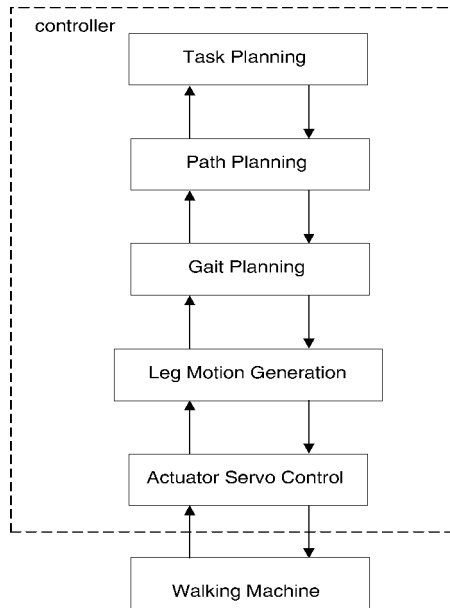 controller
Task Planning
Path Planning
Gait Planning
Leg Motion Generation
Actuator Servo Control
Walking Machine